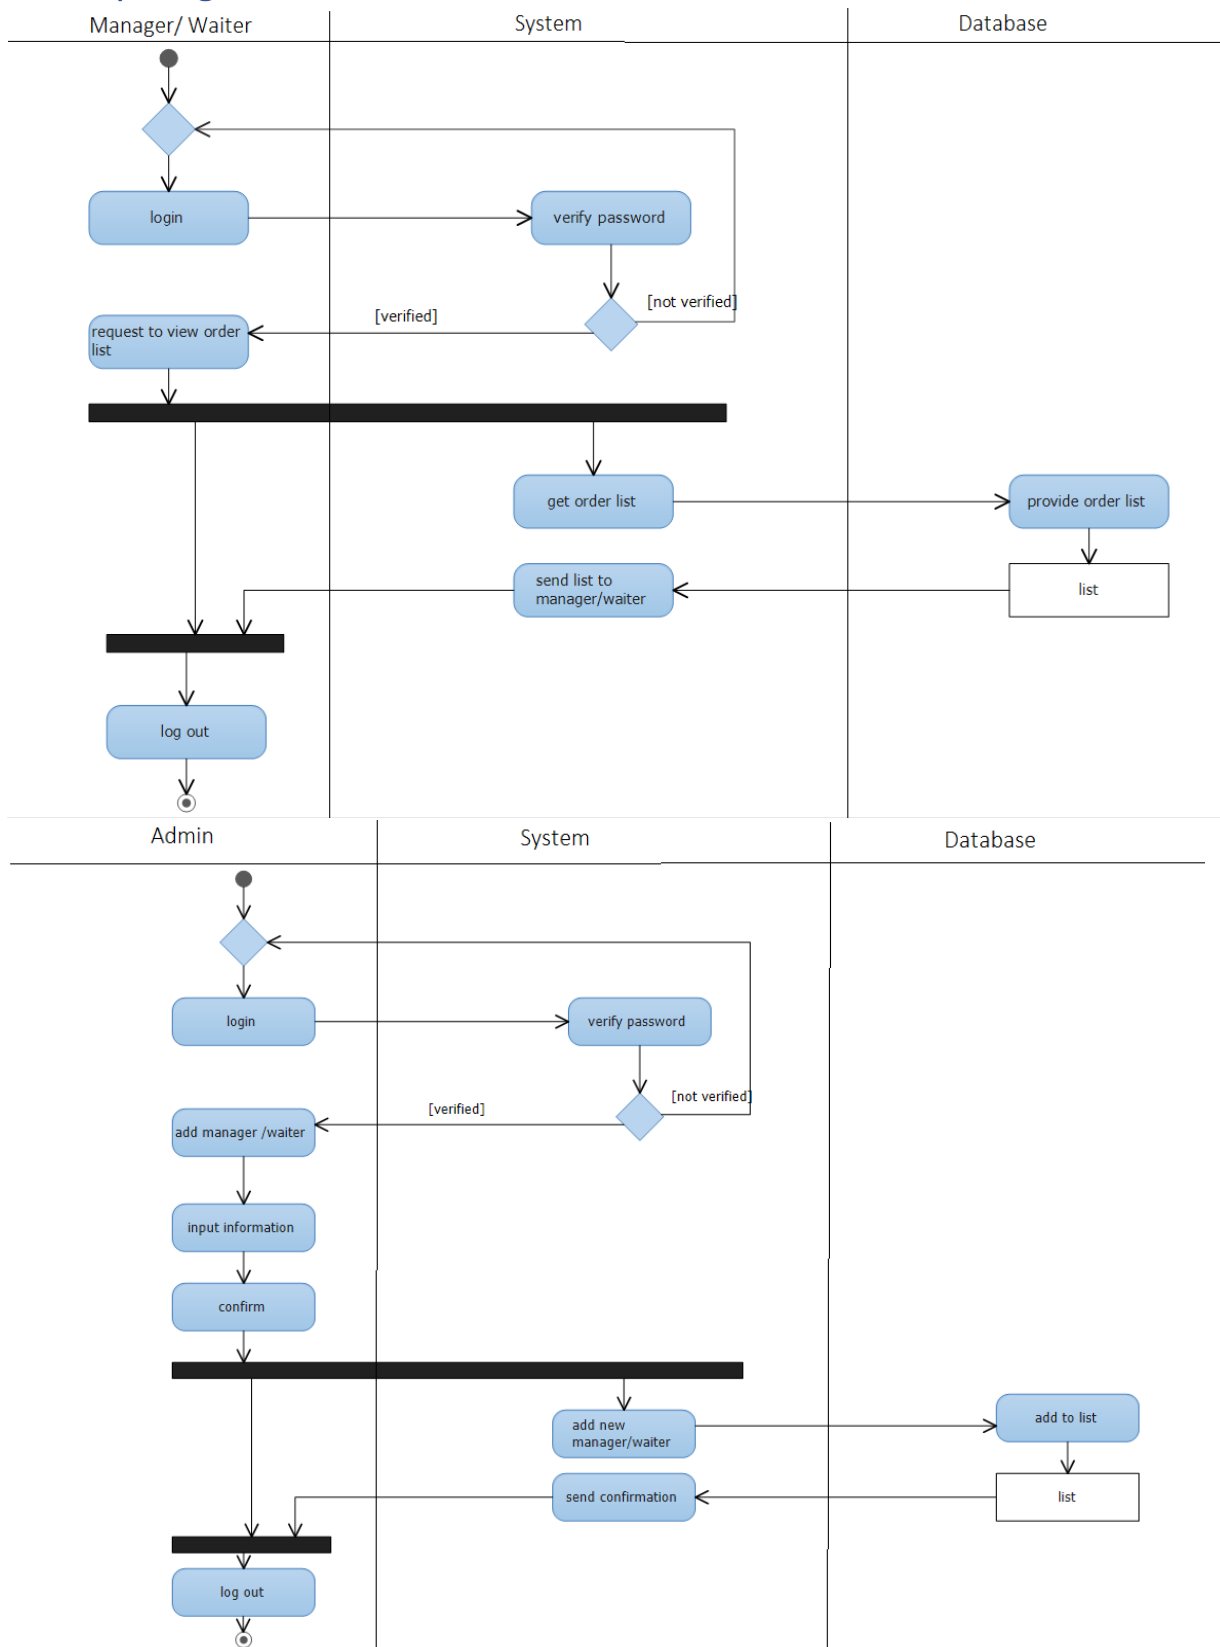 Manager/ Waiter
System
Database
login
verify password
[not verified]
[verified]
request to view order
list
get order list
provide order list
send list to
manager/waiter
list
log out
Admin
System
Database
login
verify password
[not verified]
[verified]
add manager /waiter
input information
confirm
add new
manager/waiter
add to list
send confirmation
list
log out